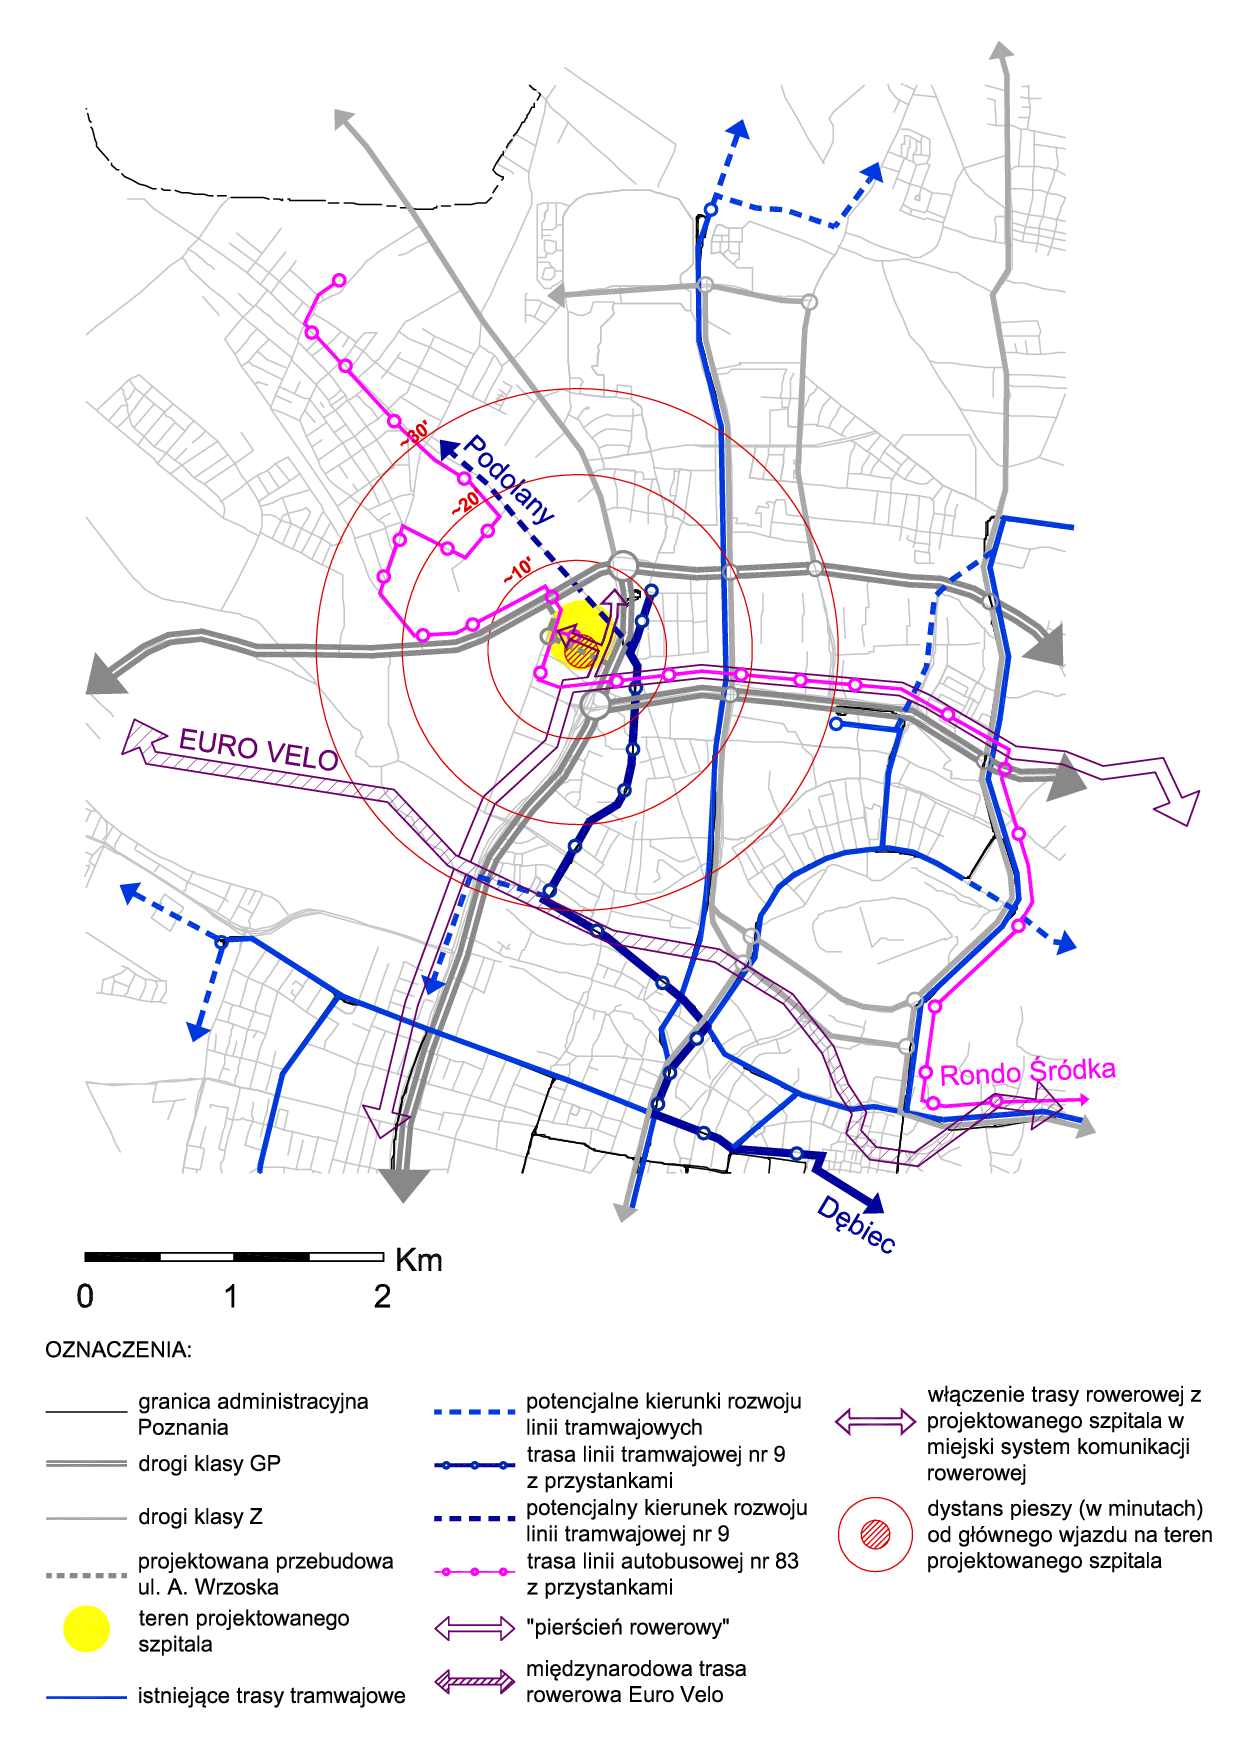 ~30'
Podolany
~20'
~10'
EURO VELO
Rondo Śródka
Dębiec
Km
0 1 2
OZNACZENIA:
granica administracyjna
Poznania
drogi klasy GP
drogi klasy Z
projektowana przebudowa
ul. A. Wrzoska
teren projektowanego
szpitala
istniejące trasy tramwajowe
potencjalne kierunki rozwoju
linii tramwajowych
trasa linii tramwajowej nr 9
z przystankami
potencjalny kierunek rozwoju
linii tramwajowej nr 9
trasa linii autobusowej nr 83
z przystankami
"pierścień rowerowy"
międzynarodowa trasa
rowerowa Euro Velo
włączenie trasy rowerowej z
projektowanego szpitala w
miejski system komunikacji
rowerowej
dystans pieszy (w minutach)
od głównego wjazdu na teren
projektowanego szpitala